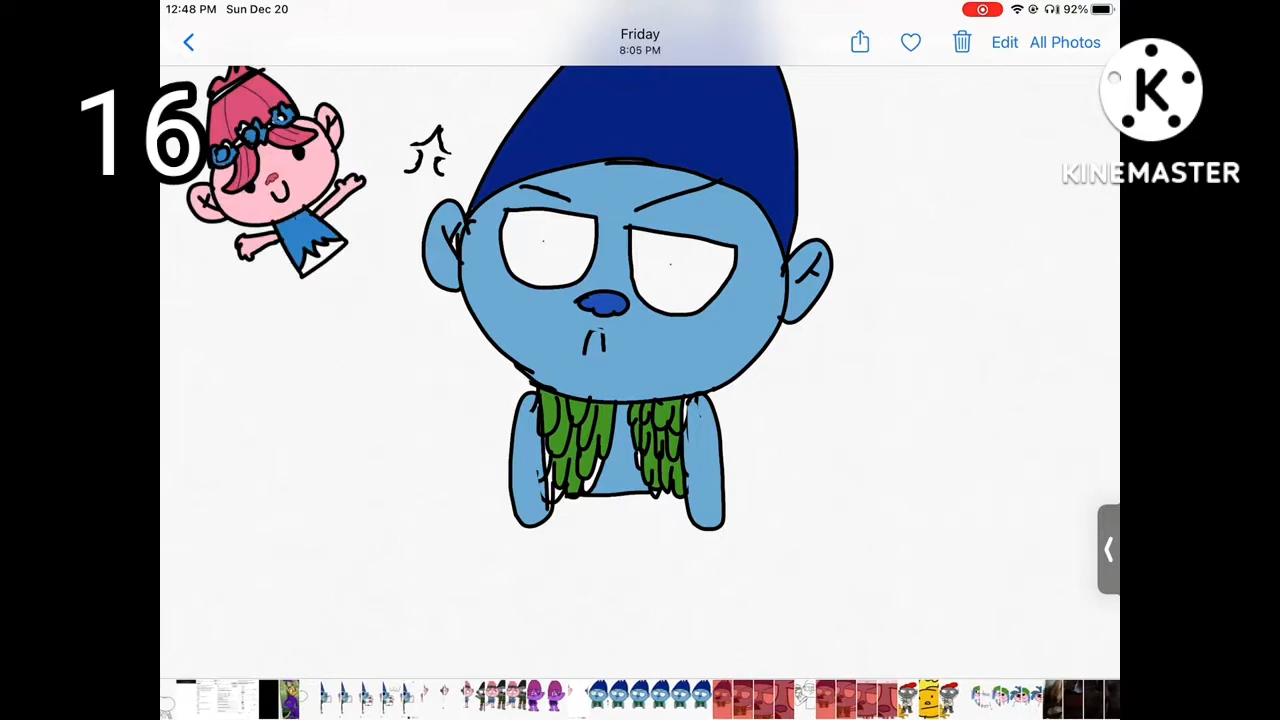 12:48 PM Sun Dec 20
92%
Friday
8:05 PM
Edit All Photos
16
K
KINEMASTER